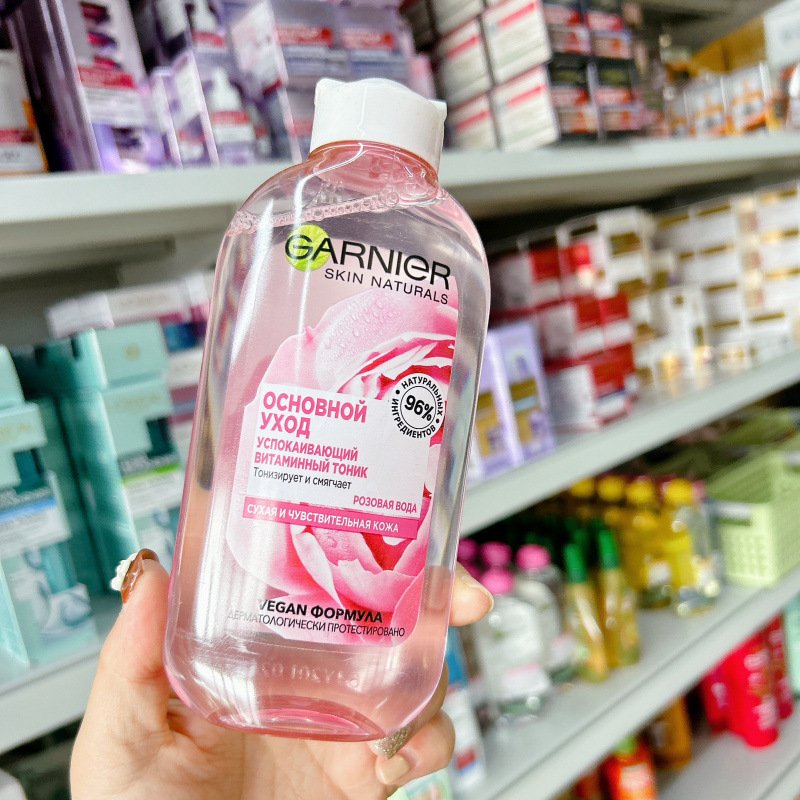 GARNIER
SKIN NATURALS
ОСНОВНОЙ
УХОД
УСПОКАИВАЮЩИЙ
ВИТАМИННЫЙ ТОНИК
Тонизирует и смягчает
РОЗОВАЯ ВОДА
СУХАЯ И ЧУВСТВИТЕЛЬНАЯ КОЖА
НАТУРАЛЬНЫХ
96%
ИНГРЕДИЕНТОВ
VEGAN ФОРМУЛА
ДЕРМАТОЛОГИЧЕСКИ ПРОТЕСТИРОВАНО